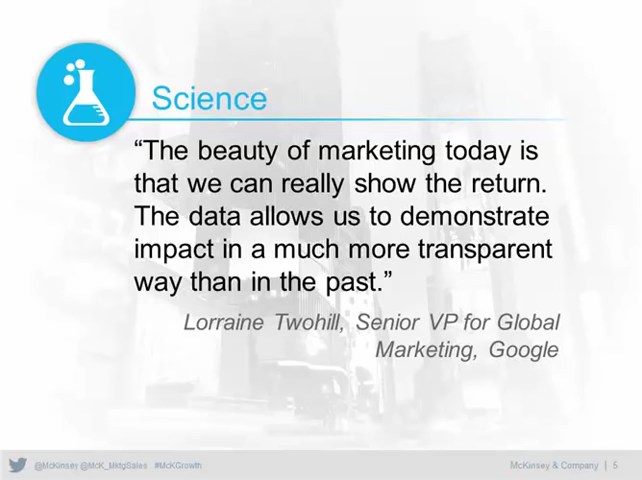 Science
“The beauty of marketing today is
that we can really show the return.
The data allows us to demonstrate
impact in a much more transparent
way than in the past.”
Lorraine Twohill, Senior VP for Global
Marketing, Google
@McKinsey @McK_MktgSales #McKGrowth
McKinsey & Company | 5